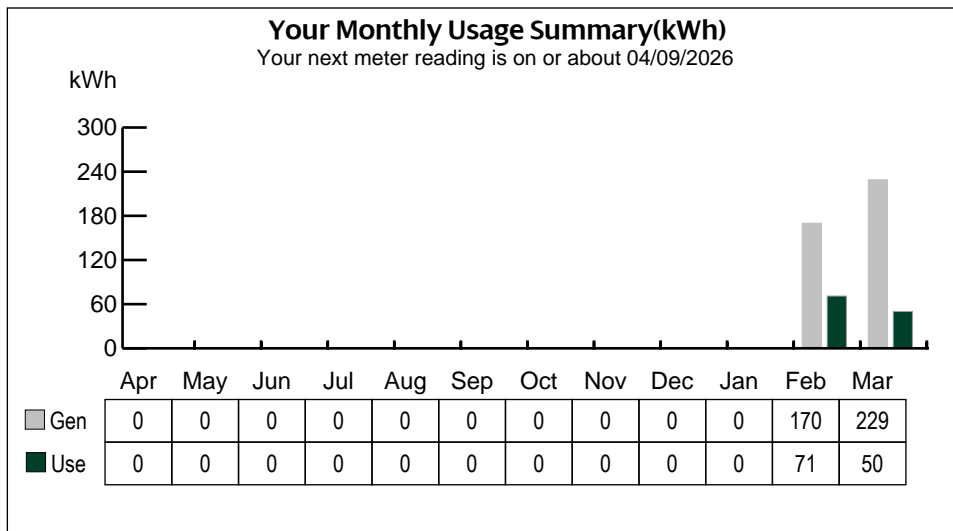 Your Monthly Usage Summary(kWh)
Your next meter reading is on or about 04/09/2026
kWh
300
240
180
120
60
0
Apr May Jun Jul Aug Sep Oct Nov Dec Jan Feb Mar
Gen 0 0 0 0 0 0 0 0 0 0 170 229
Use 0 0 0 0 0 0 0 0 0 0 71 50